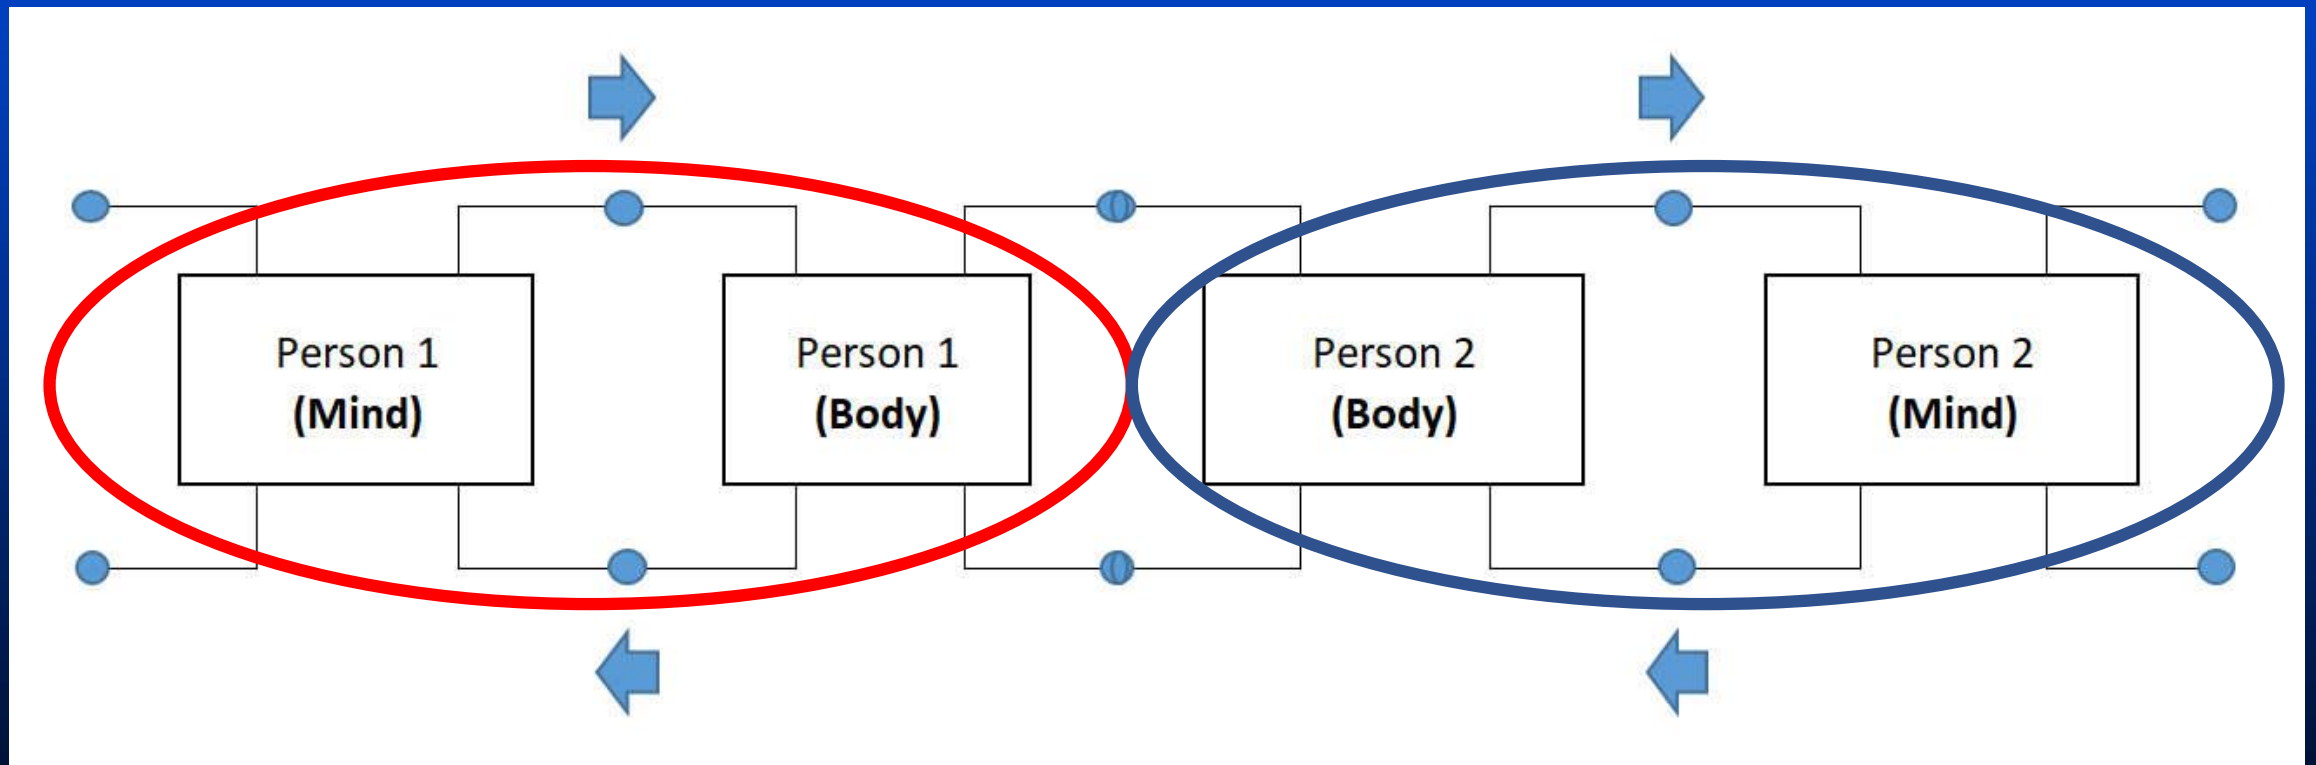 Person 1
(Mind)
Person 1
(Body)
Person 2
(Body)
Person 2
(Mind)